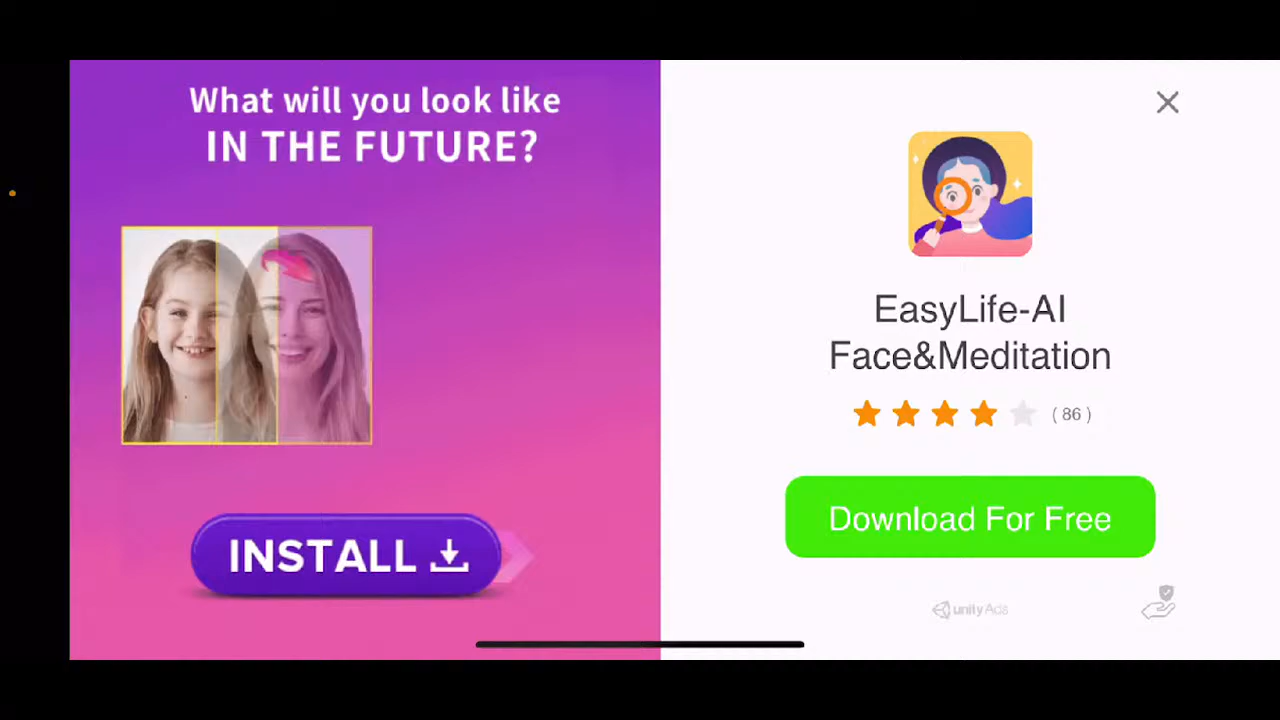 What will you look like
IN THE FUTURE?
INSTALL
EasyLife-AI
Face&Meditation
( 86 )
Download For Free
unity Ads